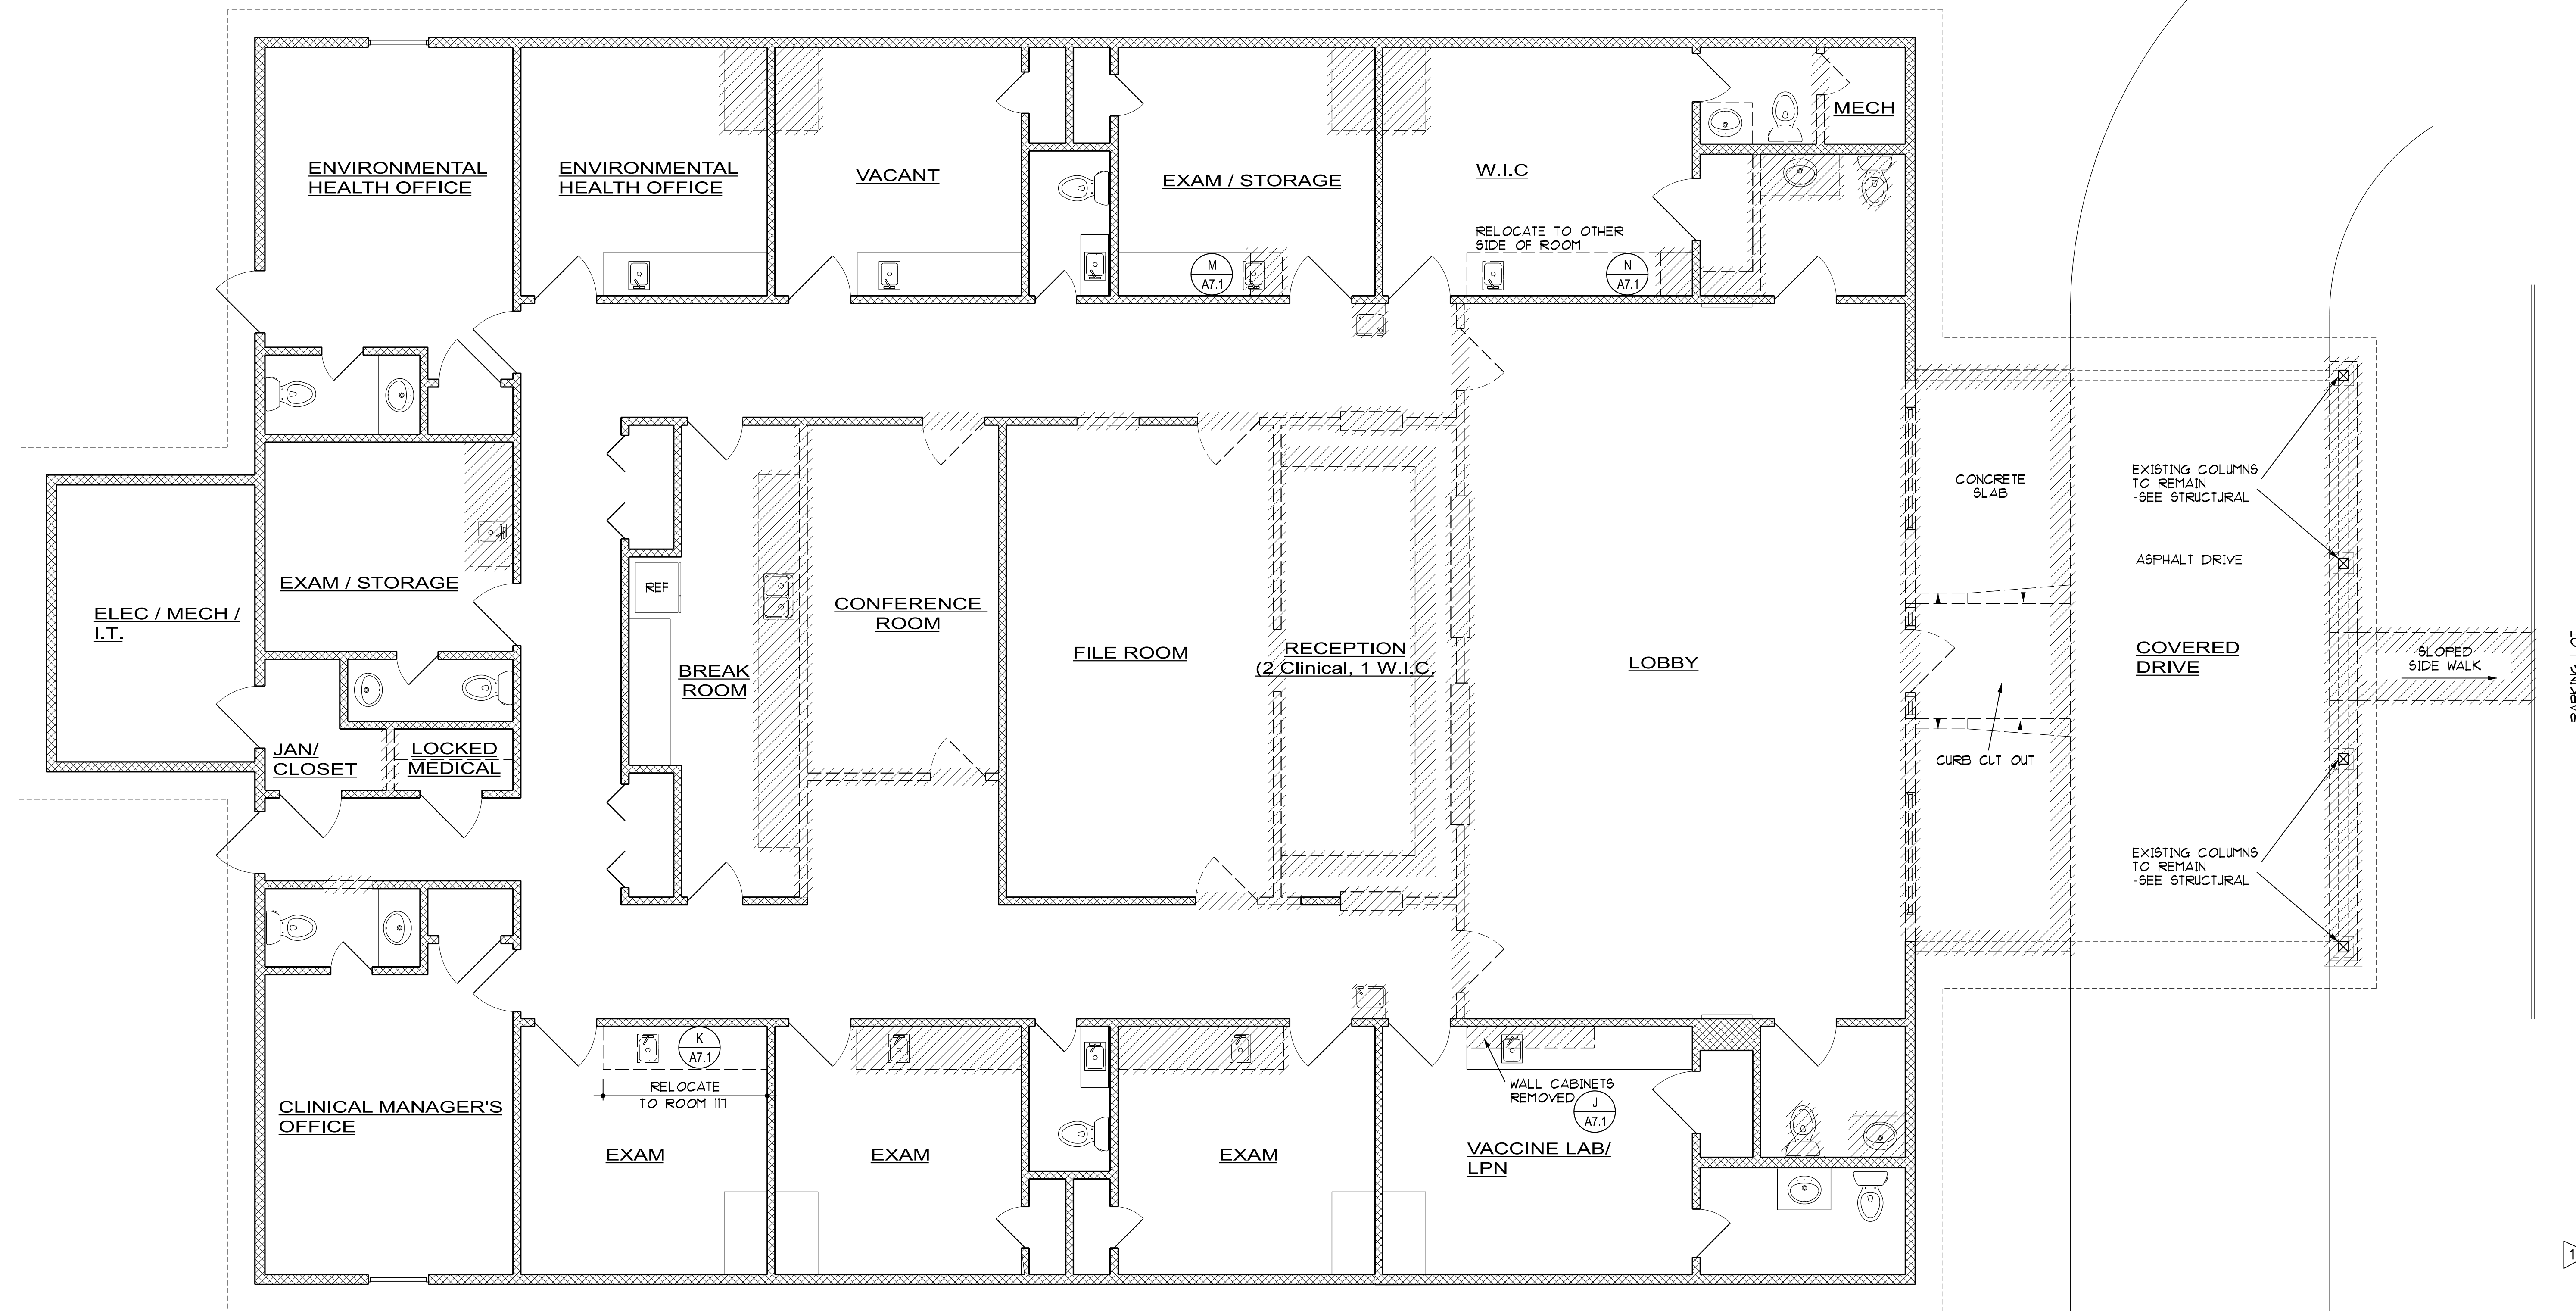 MECH
ENVIRONMENTAL
HEALTH OFFICE
ENVIRONMENTAL
HEALTH OFFICE
VACANT
EXAM / STORAGE
W.I.C
RELOCATE TO OTHER
SIDE OF ROOM
M
A7.1
N
A7.1
EXISTING COLUMNS
TO REMAIN
-SEE STRUCTURAL
CONCRETE
SLAB
ASPHALT DRIVE
EXAM / STORAGE
REF
ELEC / MECH /
I.T.
CONFERENCE
ROOM
FILE ROOM
RECEPTION
(2 Clinical, 1 W.I.C.
LOBBY
COVERED
DRIVE
SLOPED
SIDE WALK
PARKING LOT
BREAK
ROOM
JAN/
CLOSET
LOCKED
MEDICAL
CURB CUT OUT
EXISTING COLUMNS
TO REMAIN
-SEE STRUCTURAL
K
A7.1
RELOCATE
TO ROOM 117
WALL CABINETS
REMOVED
J
A7.1
CLINICAL MANAGER'S
OFFICE
EXAM
EXAM
EXAM
VACCINE LAB/
LPN
1